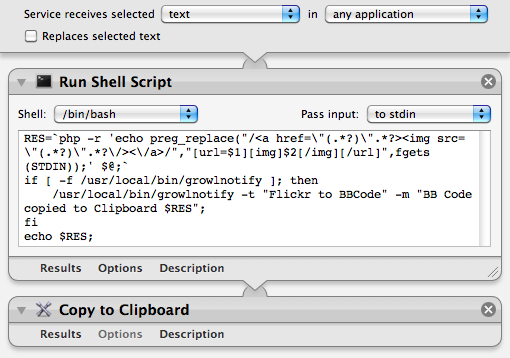 Service receives selected text in any application
Replaces selected text
Run Shell Script
Shell: /bin/bash Pass input: to stdin
RES=`php -r 'echo preg_replace("/<a href=\"(.*?)\".*?><img src=
\"(.*?)\".*?\/><\/a>/","[url=$1][img]$2[/img][/url]",fgets
(STDIN));' $@;`
if [ -f /usr/local/bin/growlnotify ]; then
/usr/local/bin/growlnotify -t "Flickr to BBCode" -m "BB Code
copied to Clipboard $RES";
fi
echo $RES;
Results Options Description
Copy to Clipboard
Results Options Description